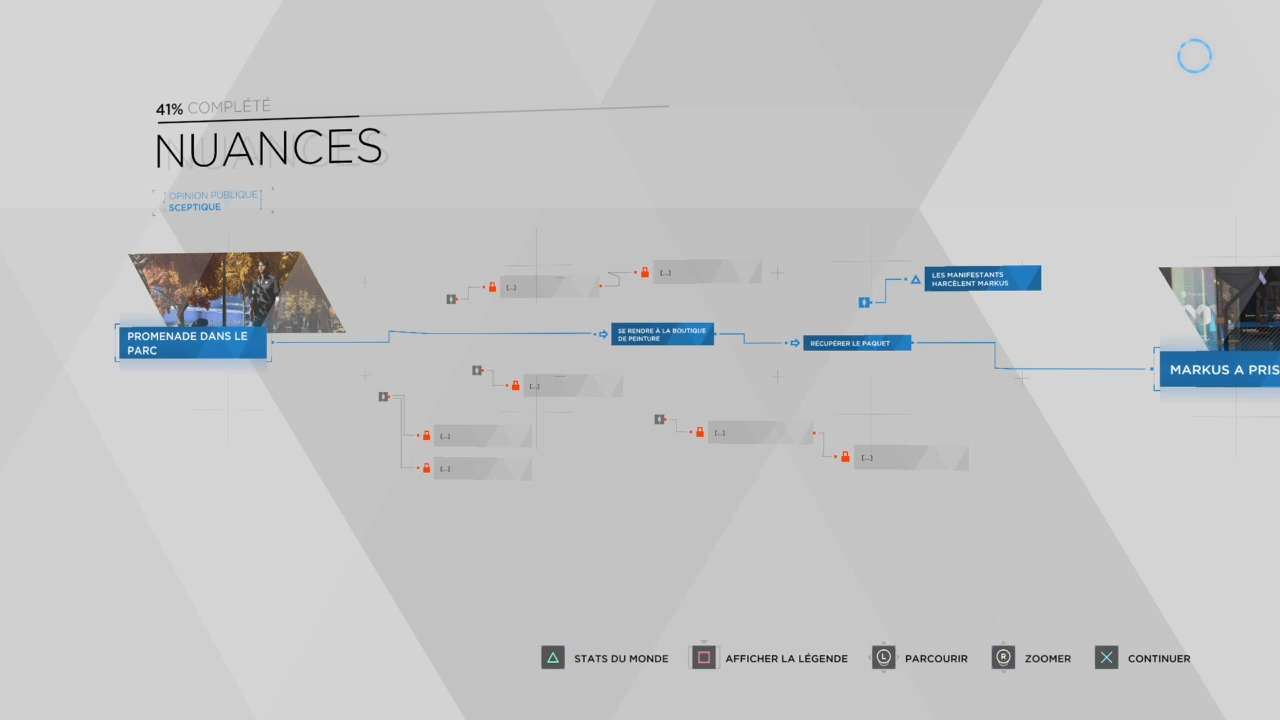 41% COMPLÉTÉ
NUANCES
OPINION PUBLIQUE
SCEPTIQUE
[...]
[...]
LES MANIFESTANTS
HARCÈLENT MARKUS
PROMENADE DANS LE
PARC
SE RENDRE À LA BOUTIQUE
DE PEINTURE
RÉCUPÉRER LE PAQUET
MARKUS A PRIS
[...]
[...]
[...]
[...]
[...]
STATS DU MONDE
AFFICHER LA LÉGENDE
L
PARCOURIR
R
ZOOMER
CONTINUER